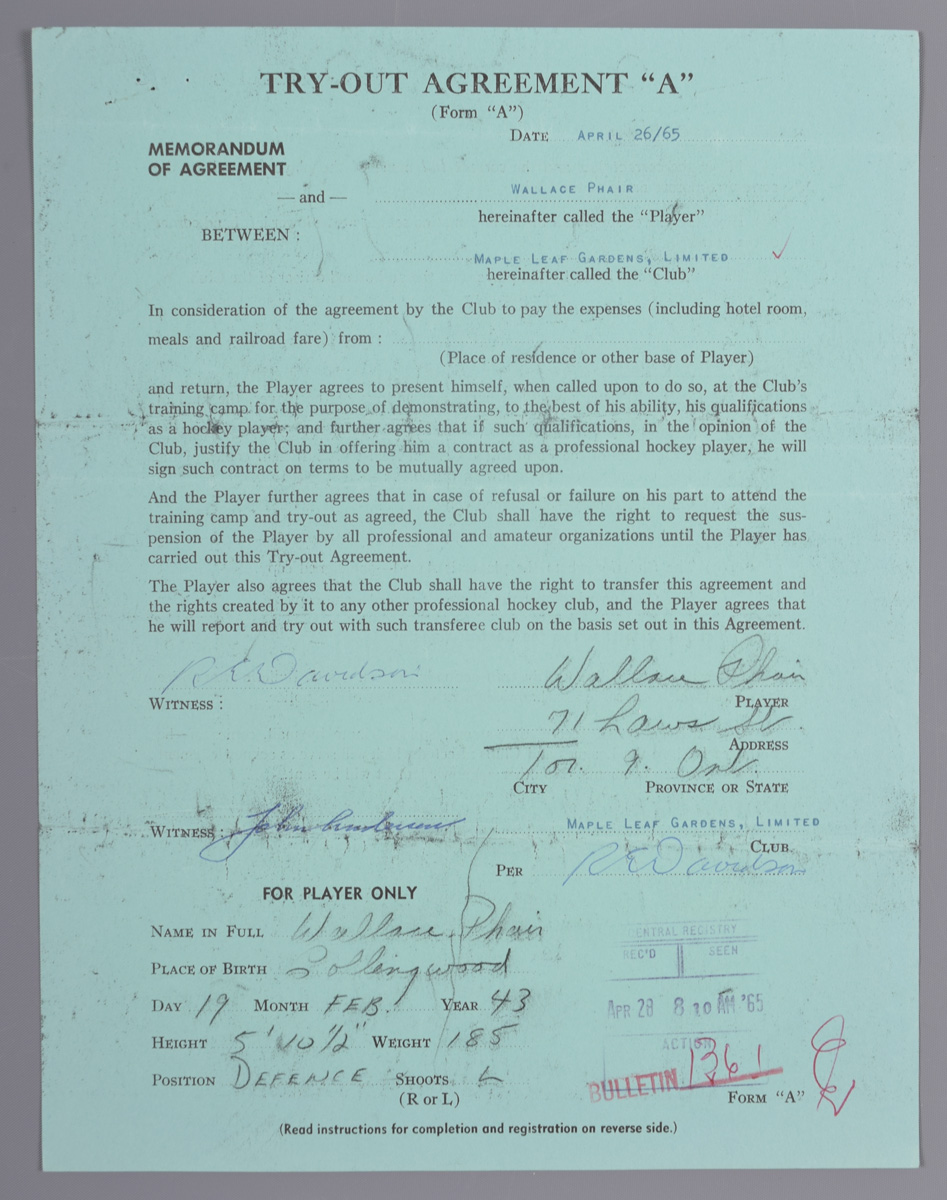 TRY-OUT AGREEMENT “A”
(Form “A”)
DATE APRIL 26/65
MEMORANDUM
OF AGREEMENT
WALLACE PHAIR
— and —
hereinafter called the “Player”
BETWEEN :
MAPLE LEAF GARDENS, LIMITED
hereinafter called the “Club”
In consideration of the agreement by the Club to pay the expenses (including hotel room,
meals and railroad fare) from :
(Place of residence or other base of Player)
and return, the Player agrees to present himself, when called upon to do so, at the Club’s
training camp for the purpose of demonstrating, to the best of his ability, his qualifications
as a hockey player; and further agrees that if such qualifications, in the opinion of the
Club, justify the Club in offering him a contract as a professional hockey player, he will
sign such contract on terms to be mutually agreed upon.
And the Player further agrees that in case of refusal or failure on his part to attend the
training camp and try-out as agreed, the Club shall have the right to request the sus-
pension of the Player by all professional and amateur organizations until the Player has
carried out this Try-out Agreement.
The Player also agrees that the Club shall have the right to transfer this agreement and
the rights created by it to any other professional hockey club, and the Player agrees that
he will report and try out with such transferee club on the basis set out in this Agreement.
R E Davidson Wallace Phair
WITNESS : PLAYER
71 Laws St
ADDRESS
Tor. 9. Ont.
CITY PROVINCE OR STATE
WITNESS : John MAPLE LEAF GARDENS, LIMITED
CLUB
PER R E Davidson
FOR PLAYER ONLY
NAME IN FULL Wallace Phair
PLACE OF BIRTH Collingwood
DAY 19 MONTH FEB. YEAR 43
HEIGHT 5' 10 1/2" WEIGHT 185
POSITION DEFENCE SHOOTS L
(R or L)
CENTRAL REGISTRY
REC'D SEEN
APR 28 8 30 AM '65
ACTION
BULLETIN 1361
FORM “A”
(Read instructions for completion and registration on reverse side.)